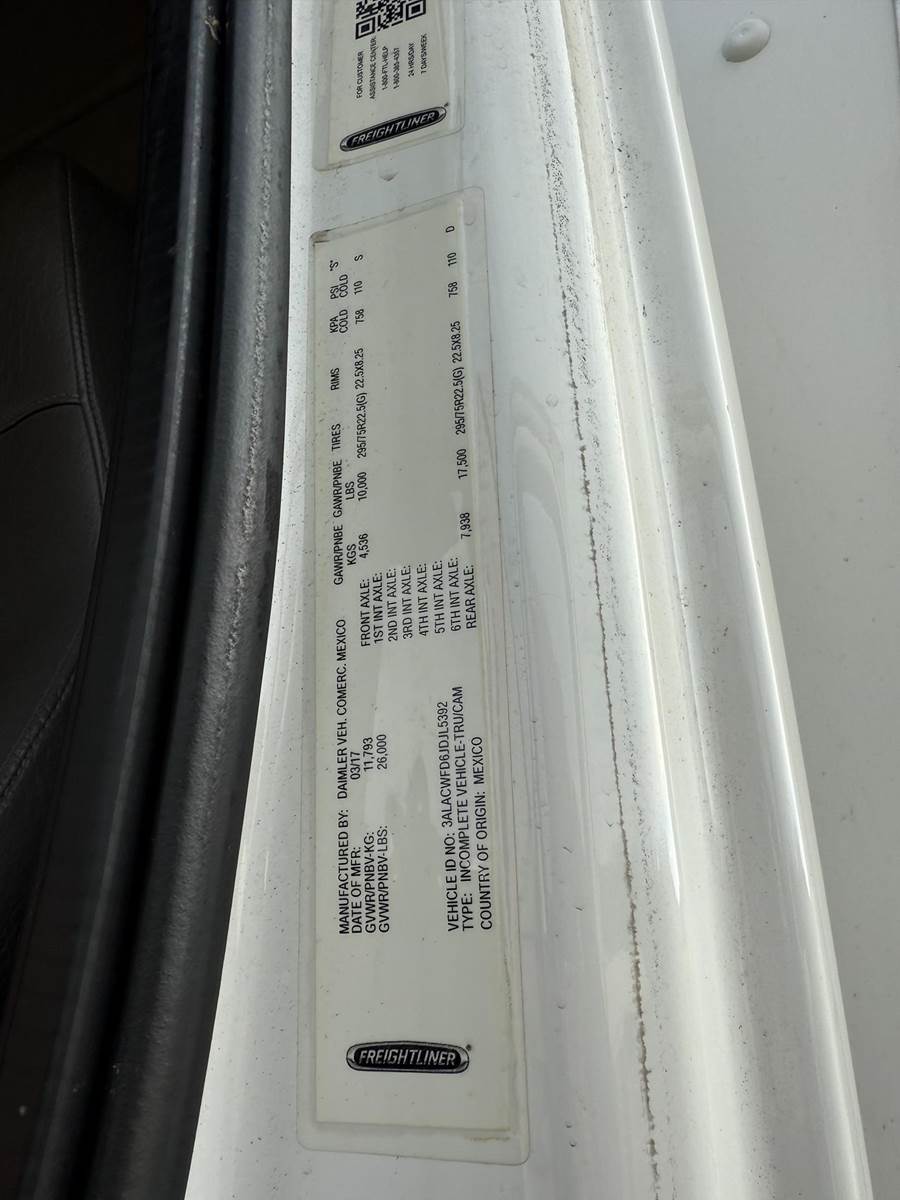 FOR CUSTOMER
ASSISTANCE CENTER:
1-800-FTL-HELP
1-800-385-4357
24 HRS/DAY
7 DAYS/WEEK
FREIGHTLINER
MANUFACTURED BY: DAIMLER VEH. COMERC. MEXICO
DATE OF MFR: 03/17
GVWR/PNBV-KG: 11,793
GVWR/PNBV-LBS: 26,000
VEHICLE ID NO: 3ALACWFD6JDJL5392
TYPE: INCOMPLETE VEHICLE-TRU/CAM
COUNTRY OF ORIGIN: MEXICO
GAWR/PNBE GAWR/PNBE TIRES RIMS KPA PSI "S"
KGS LBS COLD COLD
FRONT AXLE: 4,536 10,000 295/75R22.5(G) 22.5X8.25 758 110 S
1ST INT AXLE:
2ND INT AXLE:
3RD INT AXLE:
4TH INT AXLE:
5TH INT AXLE:
6TH INT AXLE:
REAR AXLE: 7,938 17,500 295/75R22.5(G) 22.5X8.25 758 110 D
FREIGHTLINER